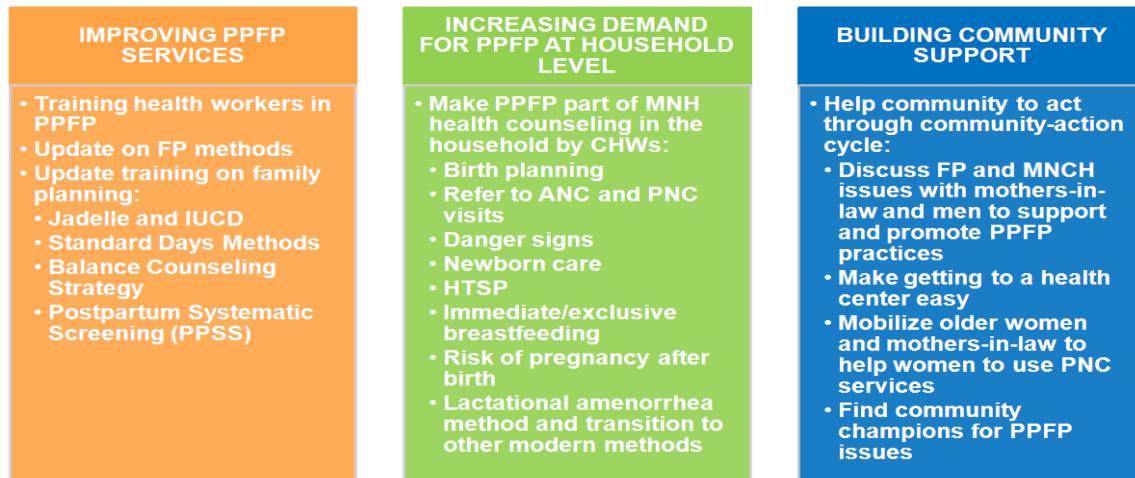 IMPROVING PPFP
SERVICES
• Training health workers in
PPFP
• Update on FP methods
• Update training on family
planning:
• Jadelle and IUCD
• Standard Days Methods
• Balance Counseling
Strategy
• Postpartum Systematic
Screening (PPSS)
INCREASING DEMAND
FOR PPFP AT HOUSEHOLD
LEVEL
• Make PPFP part of MNH
health counseling in the
household by CHWs:
• Birth planning
• Refer to ANC and PNC
visits
• Danger signs
• Newborn care
• HTSP
• Immediate/exclusive
breastfeeding
• Risk of pregnancy after
birth
• Lactational amenorrhea
method and transition to
other modern methods
BUILDING COMMUNITY
SUPPORT
• Help community to act
through community-action
cycle:
• Discuss FP and MNCH
issues with mothers-in-
law and men to support
and promote PPFP
practices
• Make getting to a health
center easy
• Mobilize older women
and mothers-in-law to
help women to use PNC
services
• Find community
champions for PPFP
issues